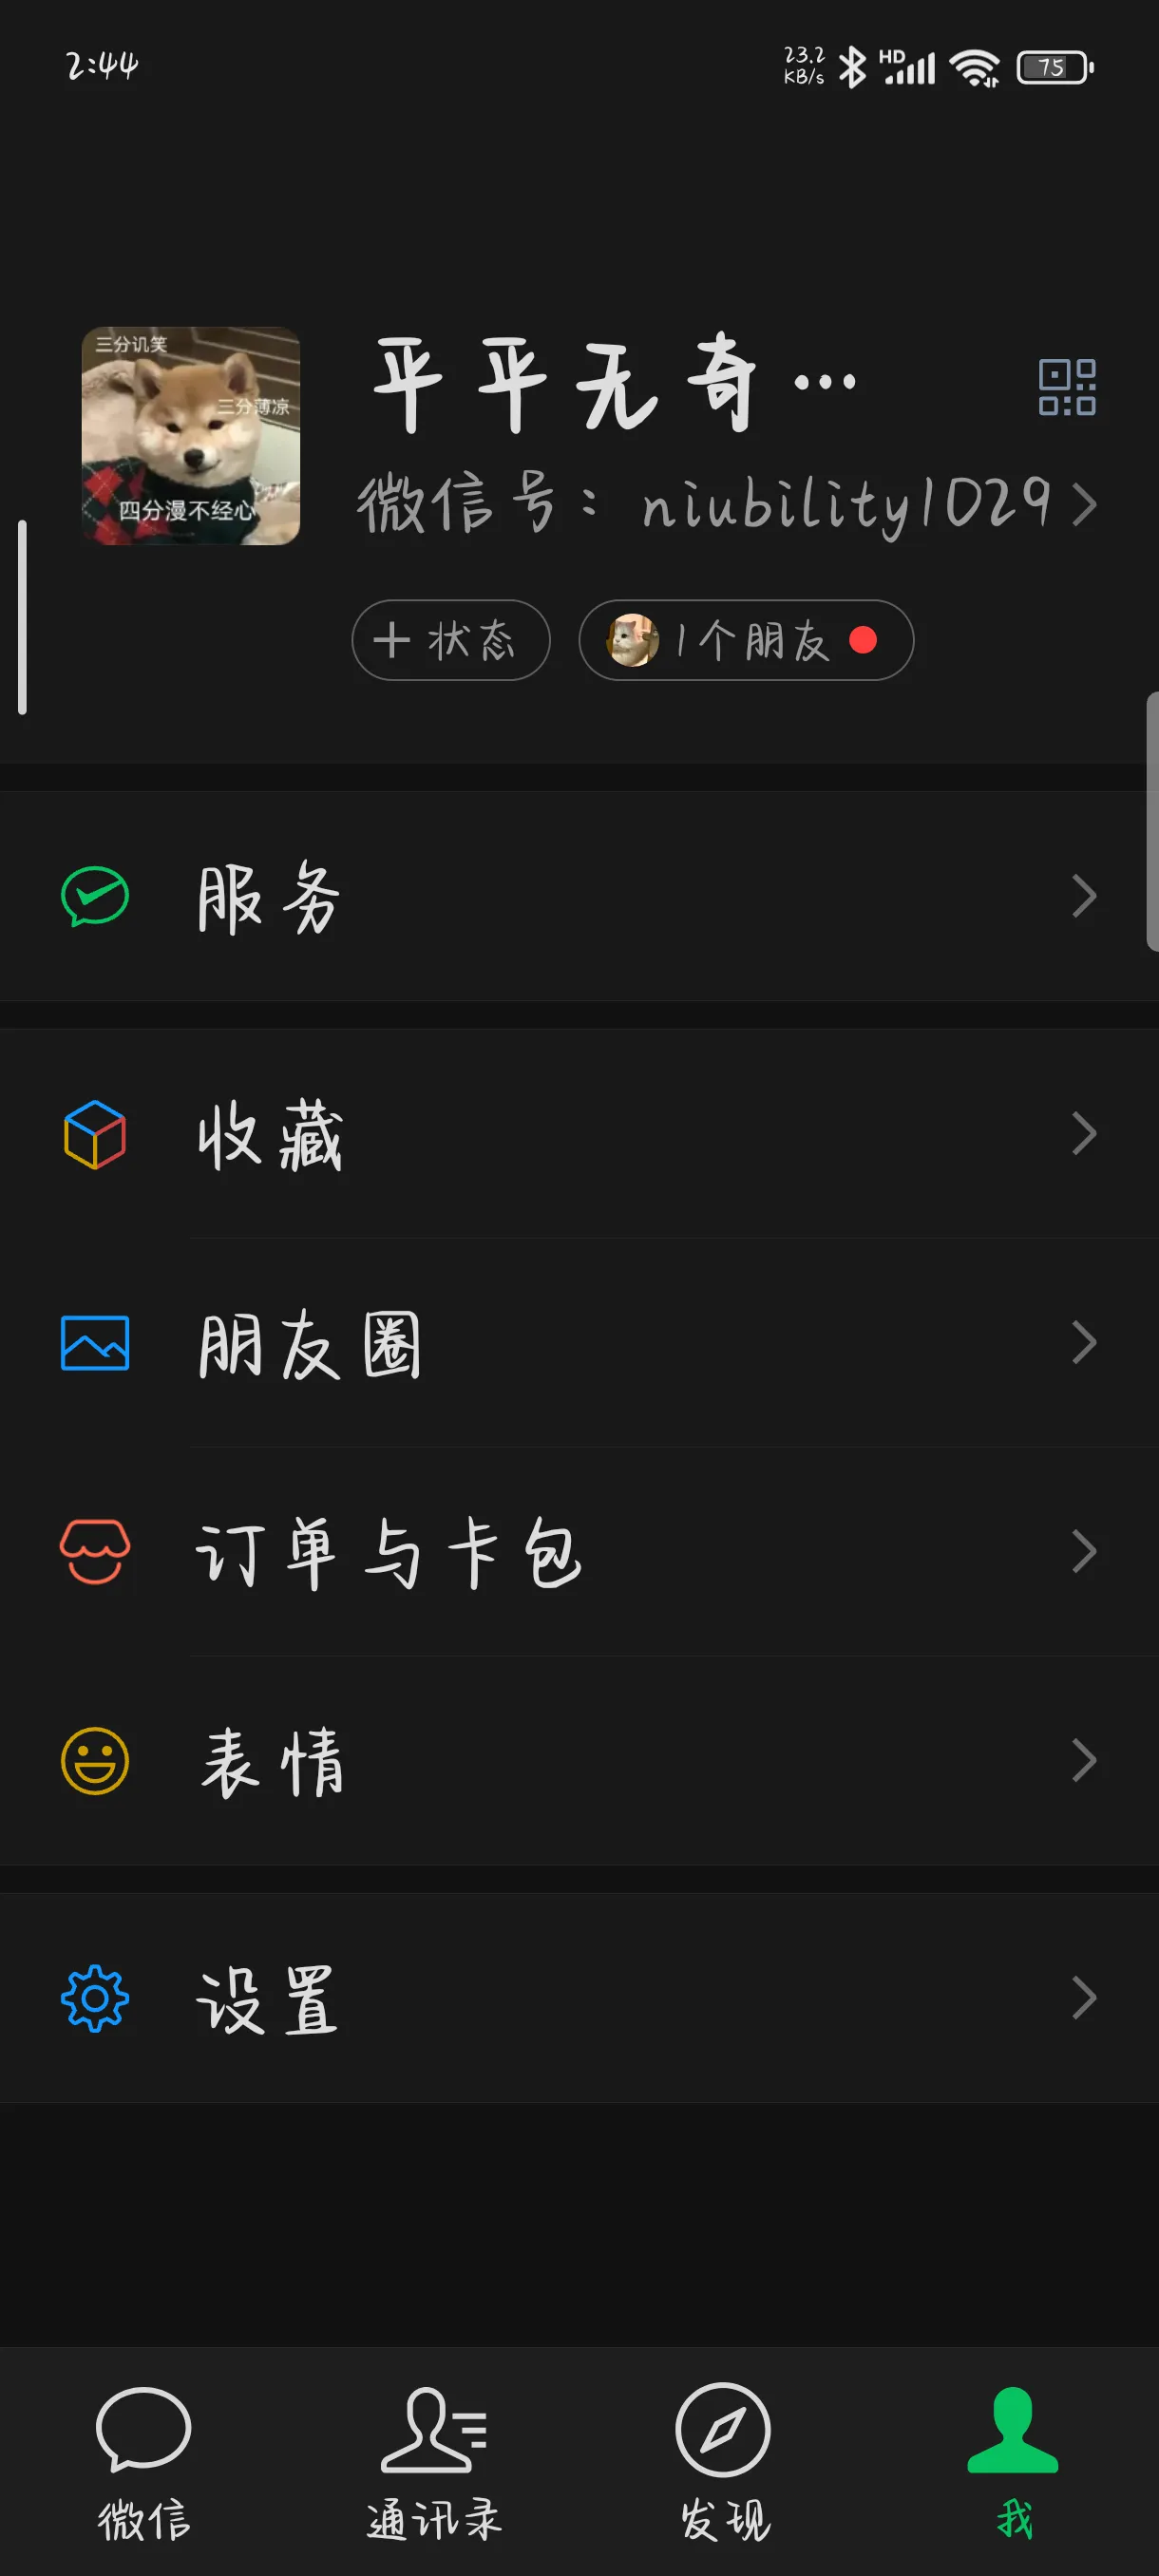 2:44
23.2
KB/s
HD
75
三分讥笑
三分薄凉
四分漫不经心
平平无奇…
微信号：niubility1029
+ 状态
1个朋友
服务
收藏
朋友圈
订单与卡包
表情
设置
微信
通讯录
发现
我